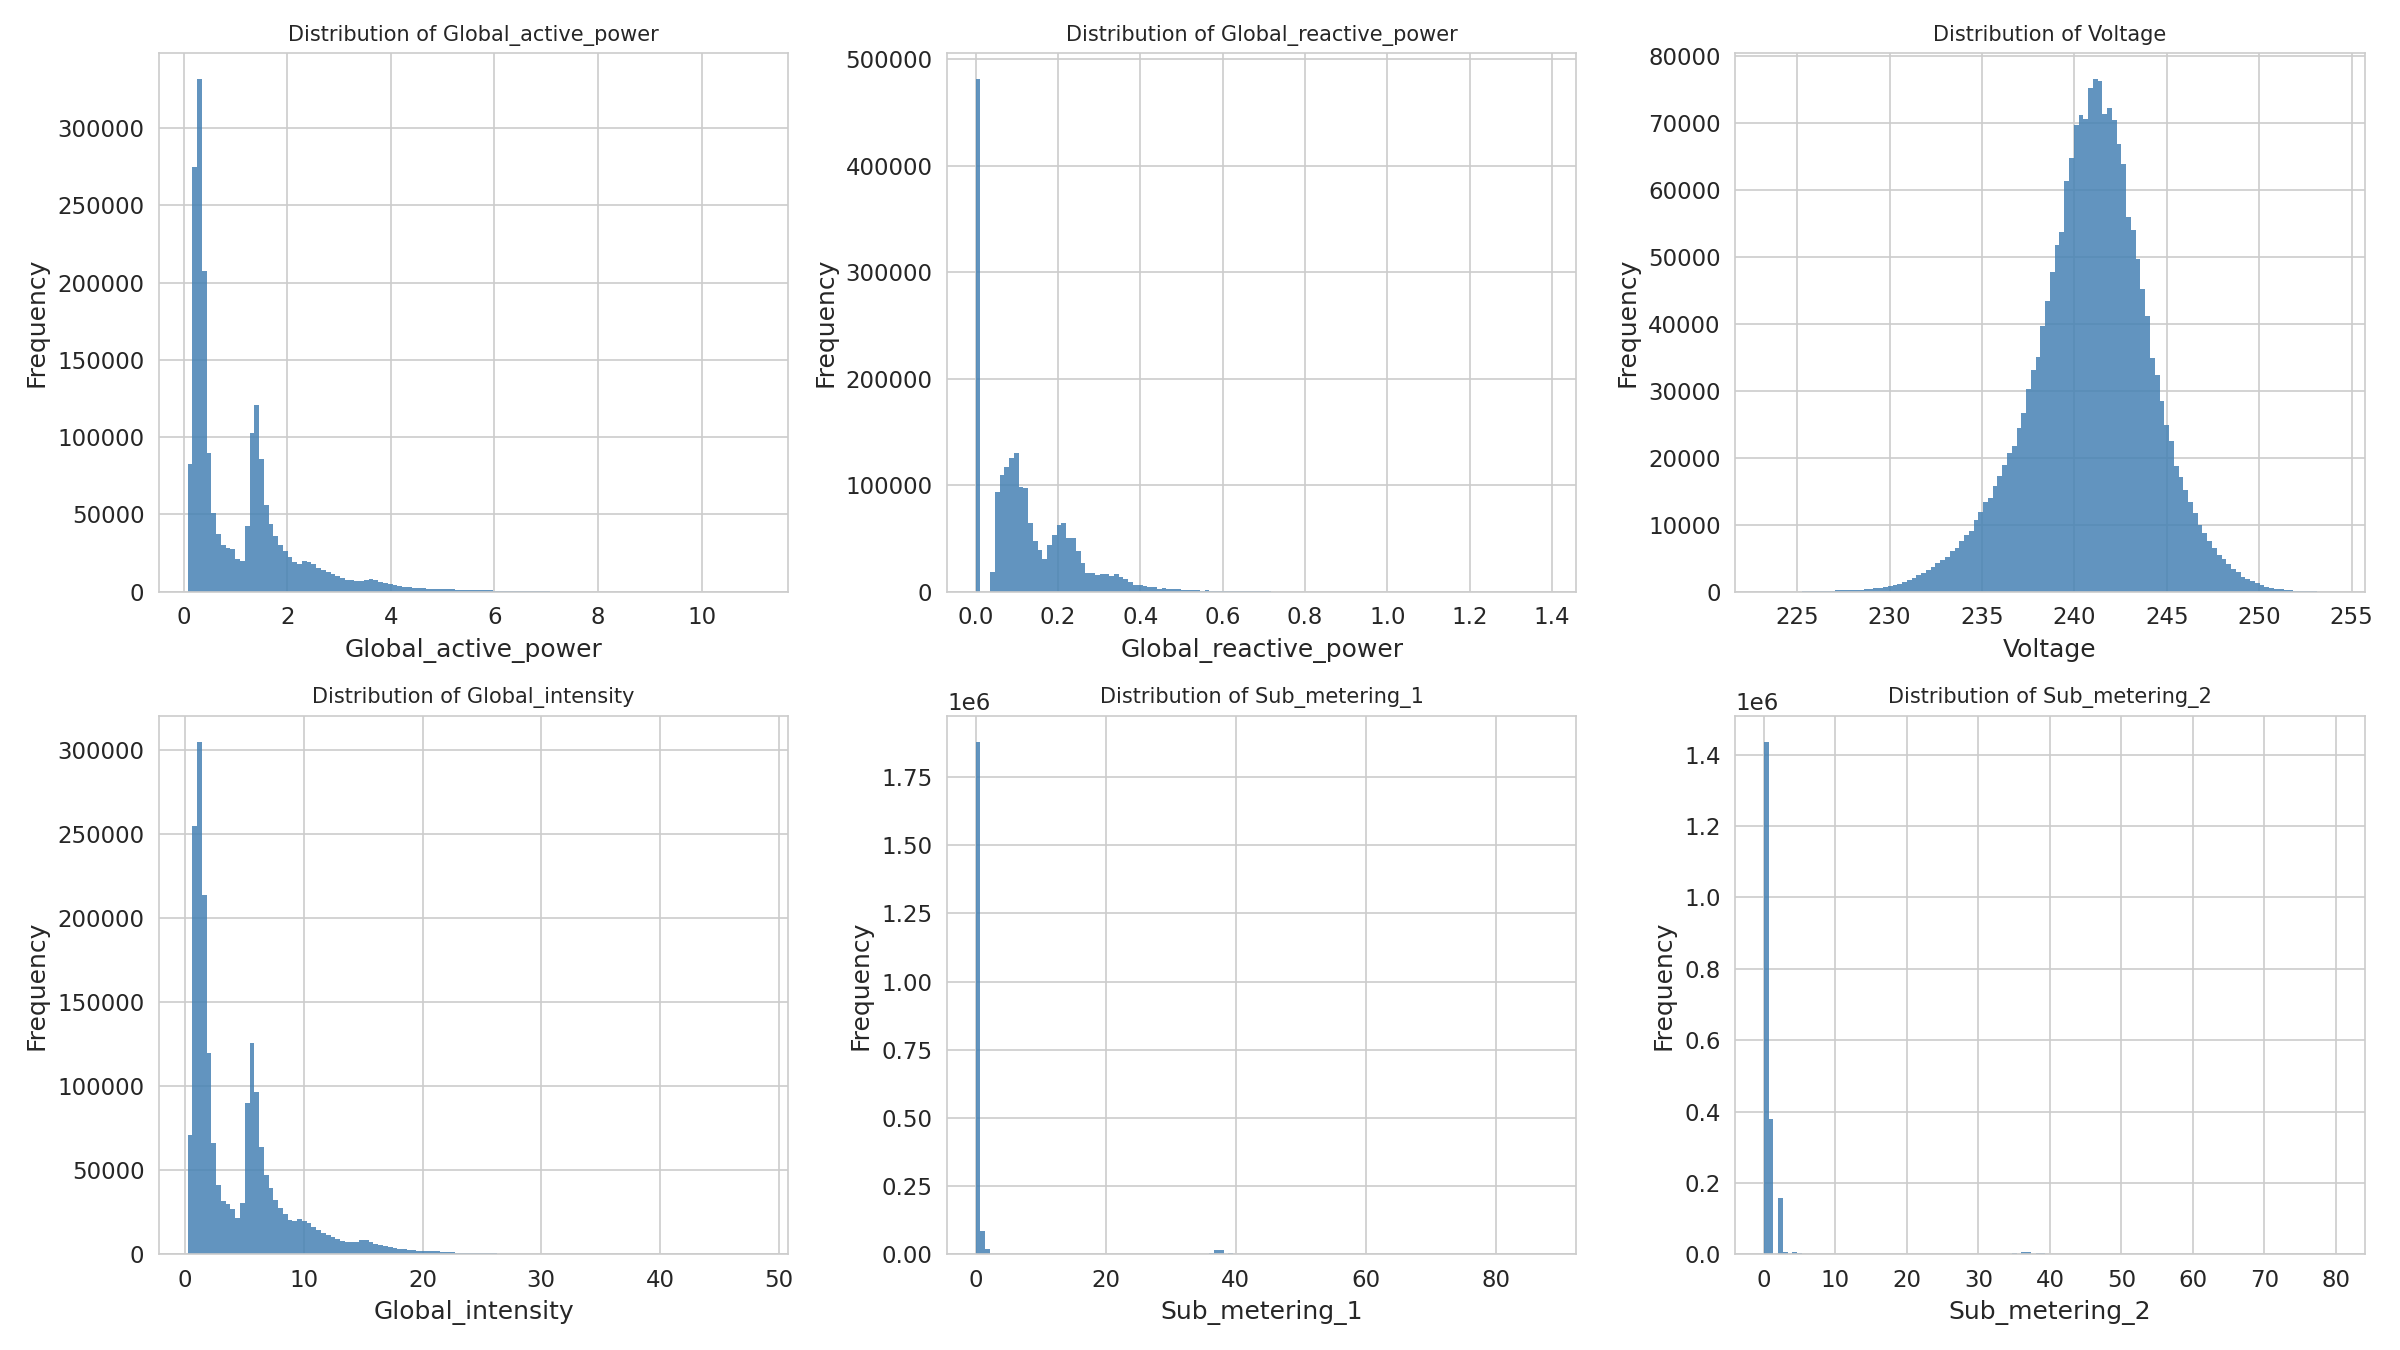 Distribution of Global_active_power
300000
250000
200000
150000
100000
50000
0
Frequency
0 2 4 6 8 10
Global_active_power
Distribution of Global_reactive_power
500000
400000
300000
200000
100000
0
Frequency
0.0 0.2 0.4 0.6 0.8 1.0 1.2 1.4
Global_reactive_power
Distribution of Voltage
80000
70000
60000
50000
40000
30000
20000
10000
0
Frequency
225 230 235 240 245 250 255
Voltage
Distribution of Global_intensity
300000
250000
200000
150000
100000
50000
0
Frequency
0 10 20 30 40 50
Global_intensity
Distribution of Sub_metering_1
1e6
1.75
1.50
1.25
1.00
0.75
0.50
0.25
0.00
Frequency
0 20 40 60 80
Sub_metering_1
Distribution of Sub_metering_2
1e6
1.4
1.2
1.0
0.8
0.6
0.4
0.2
0.0
Frequency
0 10 20 30 40 50 60 70 80
Sub_metering_2